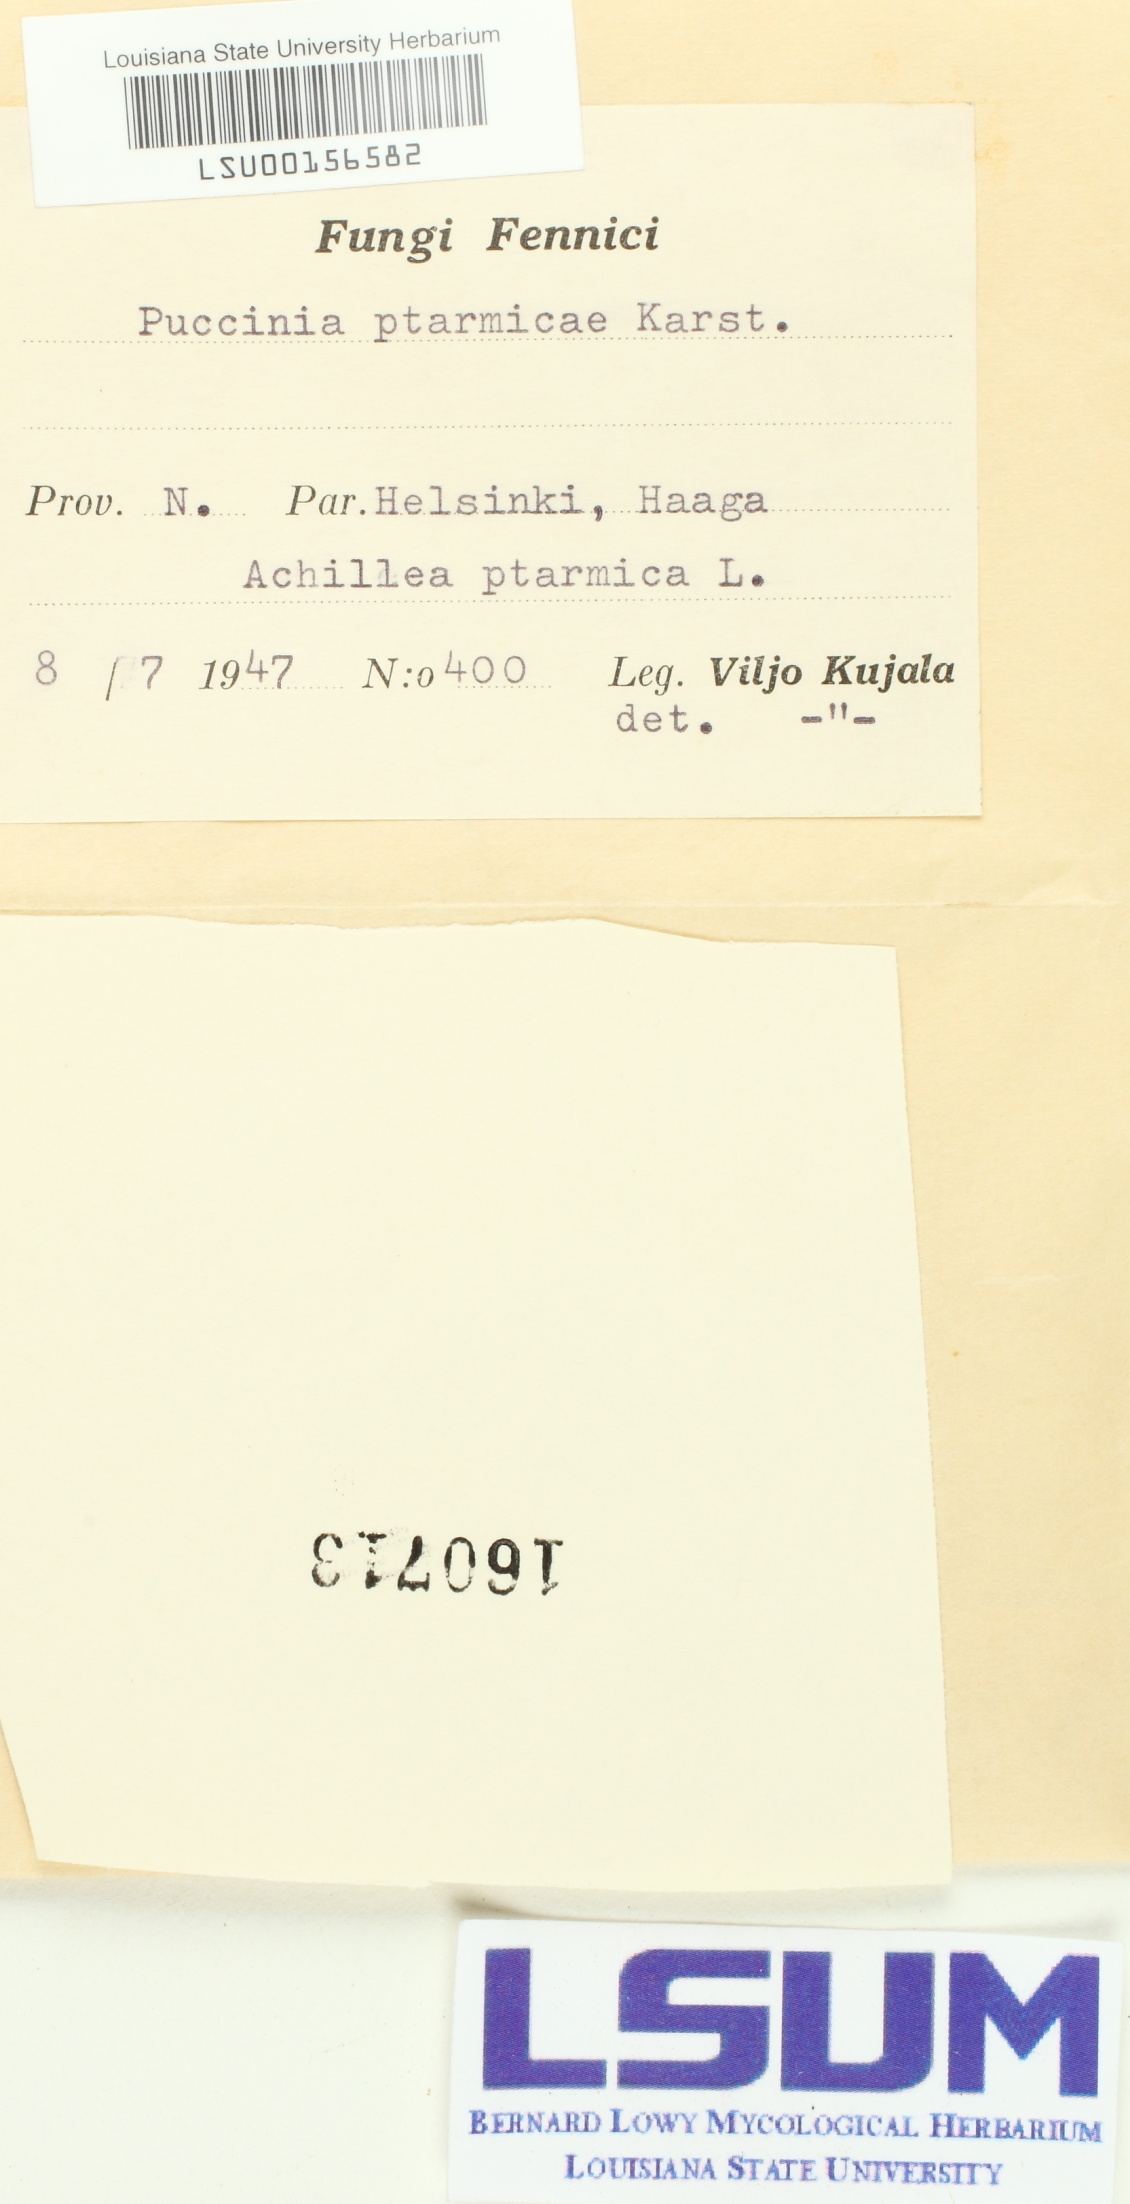 Louisiana State University Herbarium
LSU00156582
Fungi Fennici
Puccinia ptarmicae Karst.
Prov. N. Par. Helsinki, Haaga
Achillea ptarmica L.
8 / 7 1947 N:o 400 Leg. Viljo Kujala
det. -"-
160713
LSUM
BERNARD LOWY MYCOLOGICAL HERBARIUM
LOUISIANA STATE UNIVERSITY